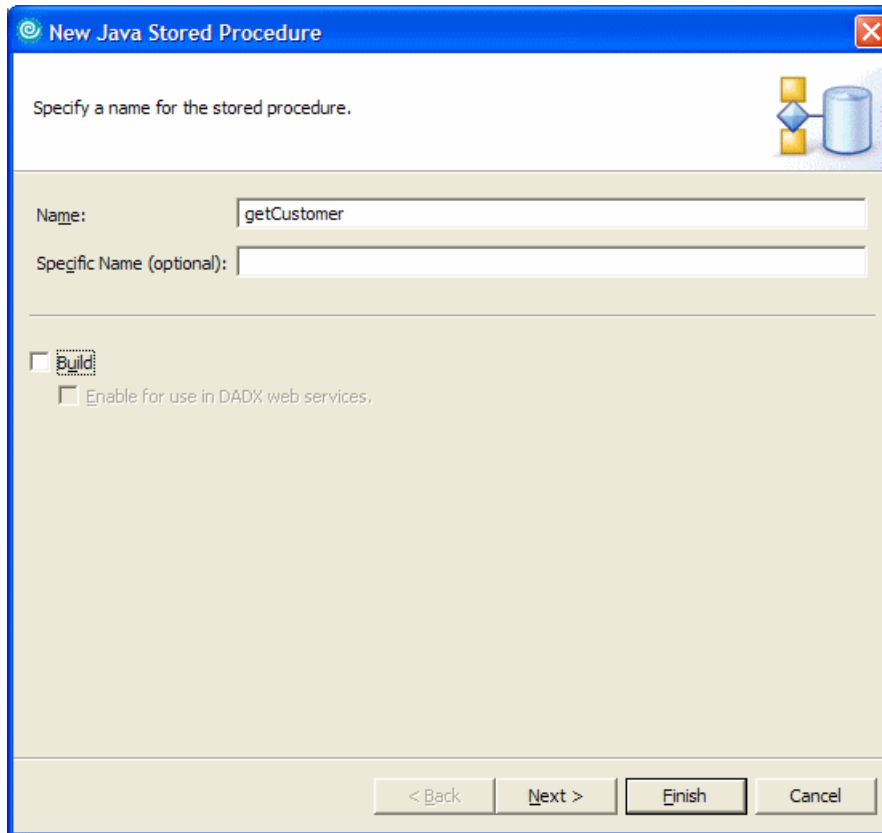 New Java Stored Procedure
Specify a name for the stored procedure.
Name: getCustomer
Specific Name (optional):
Build
Enable for use in DADX web services.
< Back Next > Finish Cancel